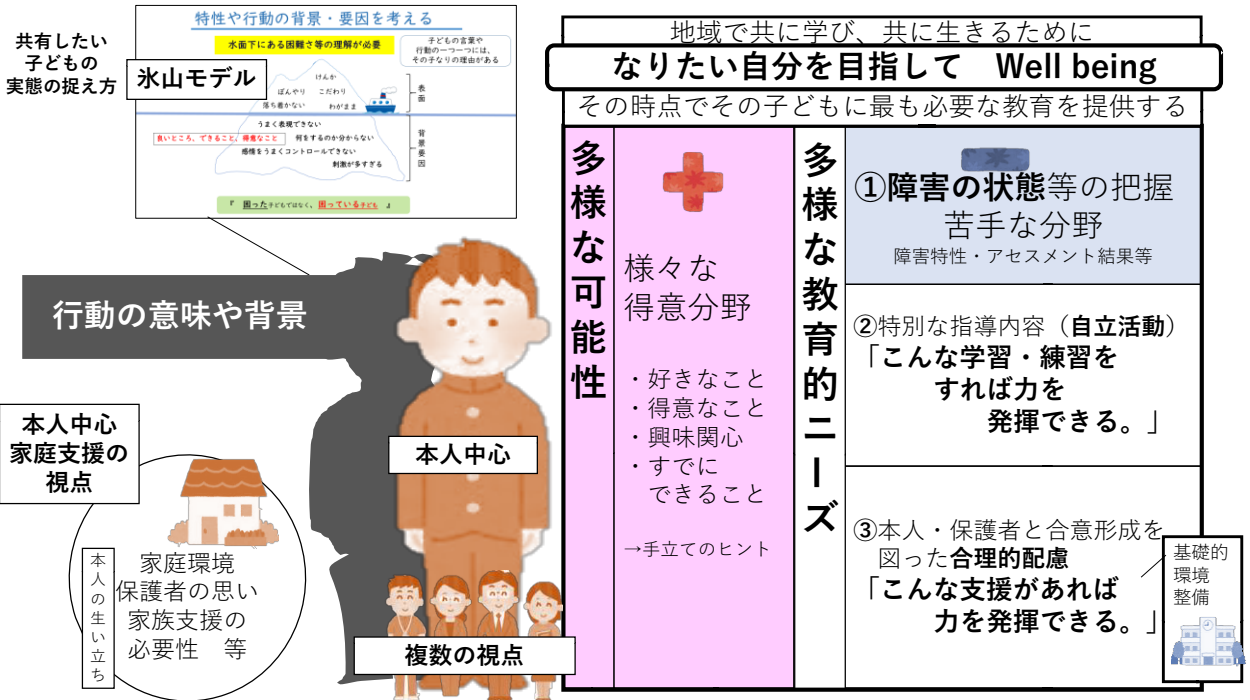 共有したい
子どもの
実態の捉え方
特性や行動の背景・要因を考える
水面下にある困難さ等の理解が必要
子どもの言葉や
行動の一つ一つには、
その子なりの理由がある
氷山モデル
けんか
ぼんやり　こだわり
落ち着かない　わがまま
表面
うまく表現できない
良いところ、できること、得意なこと　何をするのか分からない
感情をうまくコントロールできない
刺激が多すぎる
背景要因
『　困った子どもではなく、困っている子ども　』
行動の意味や背景
本人中心
家庭支援の
視点
本人の生い立ち
家庭環境
保護者の思い
家族支援の
必要性　等
本人中心
複数の視点
地域で共に学び、共に生きるために
なりたい自分を目指して　Well being
その時点でその子どもに最も必要な教育を提供する
多様な可能性
様々な
得意分野
・好きなこと
・得意なこと
・興味関心
・すでに
できること
→手立てのヒント
多様な教育的ニーズ
①障害の状態等の把握
苦手な分野
障害特性・アセスメント結果等
②特別な指導内容（自立活動）
「こんな学習・練習を
すれば力を
発揮できる。」
③本人・保護者と合意形成を
図った合理的配慮
「こんな支援があれば
力を発揮できる。」
基礎的
環境
整備